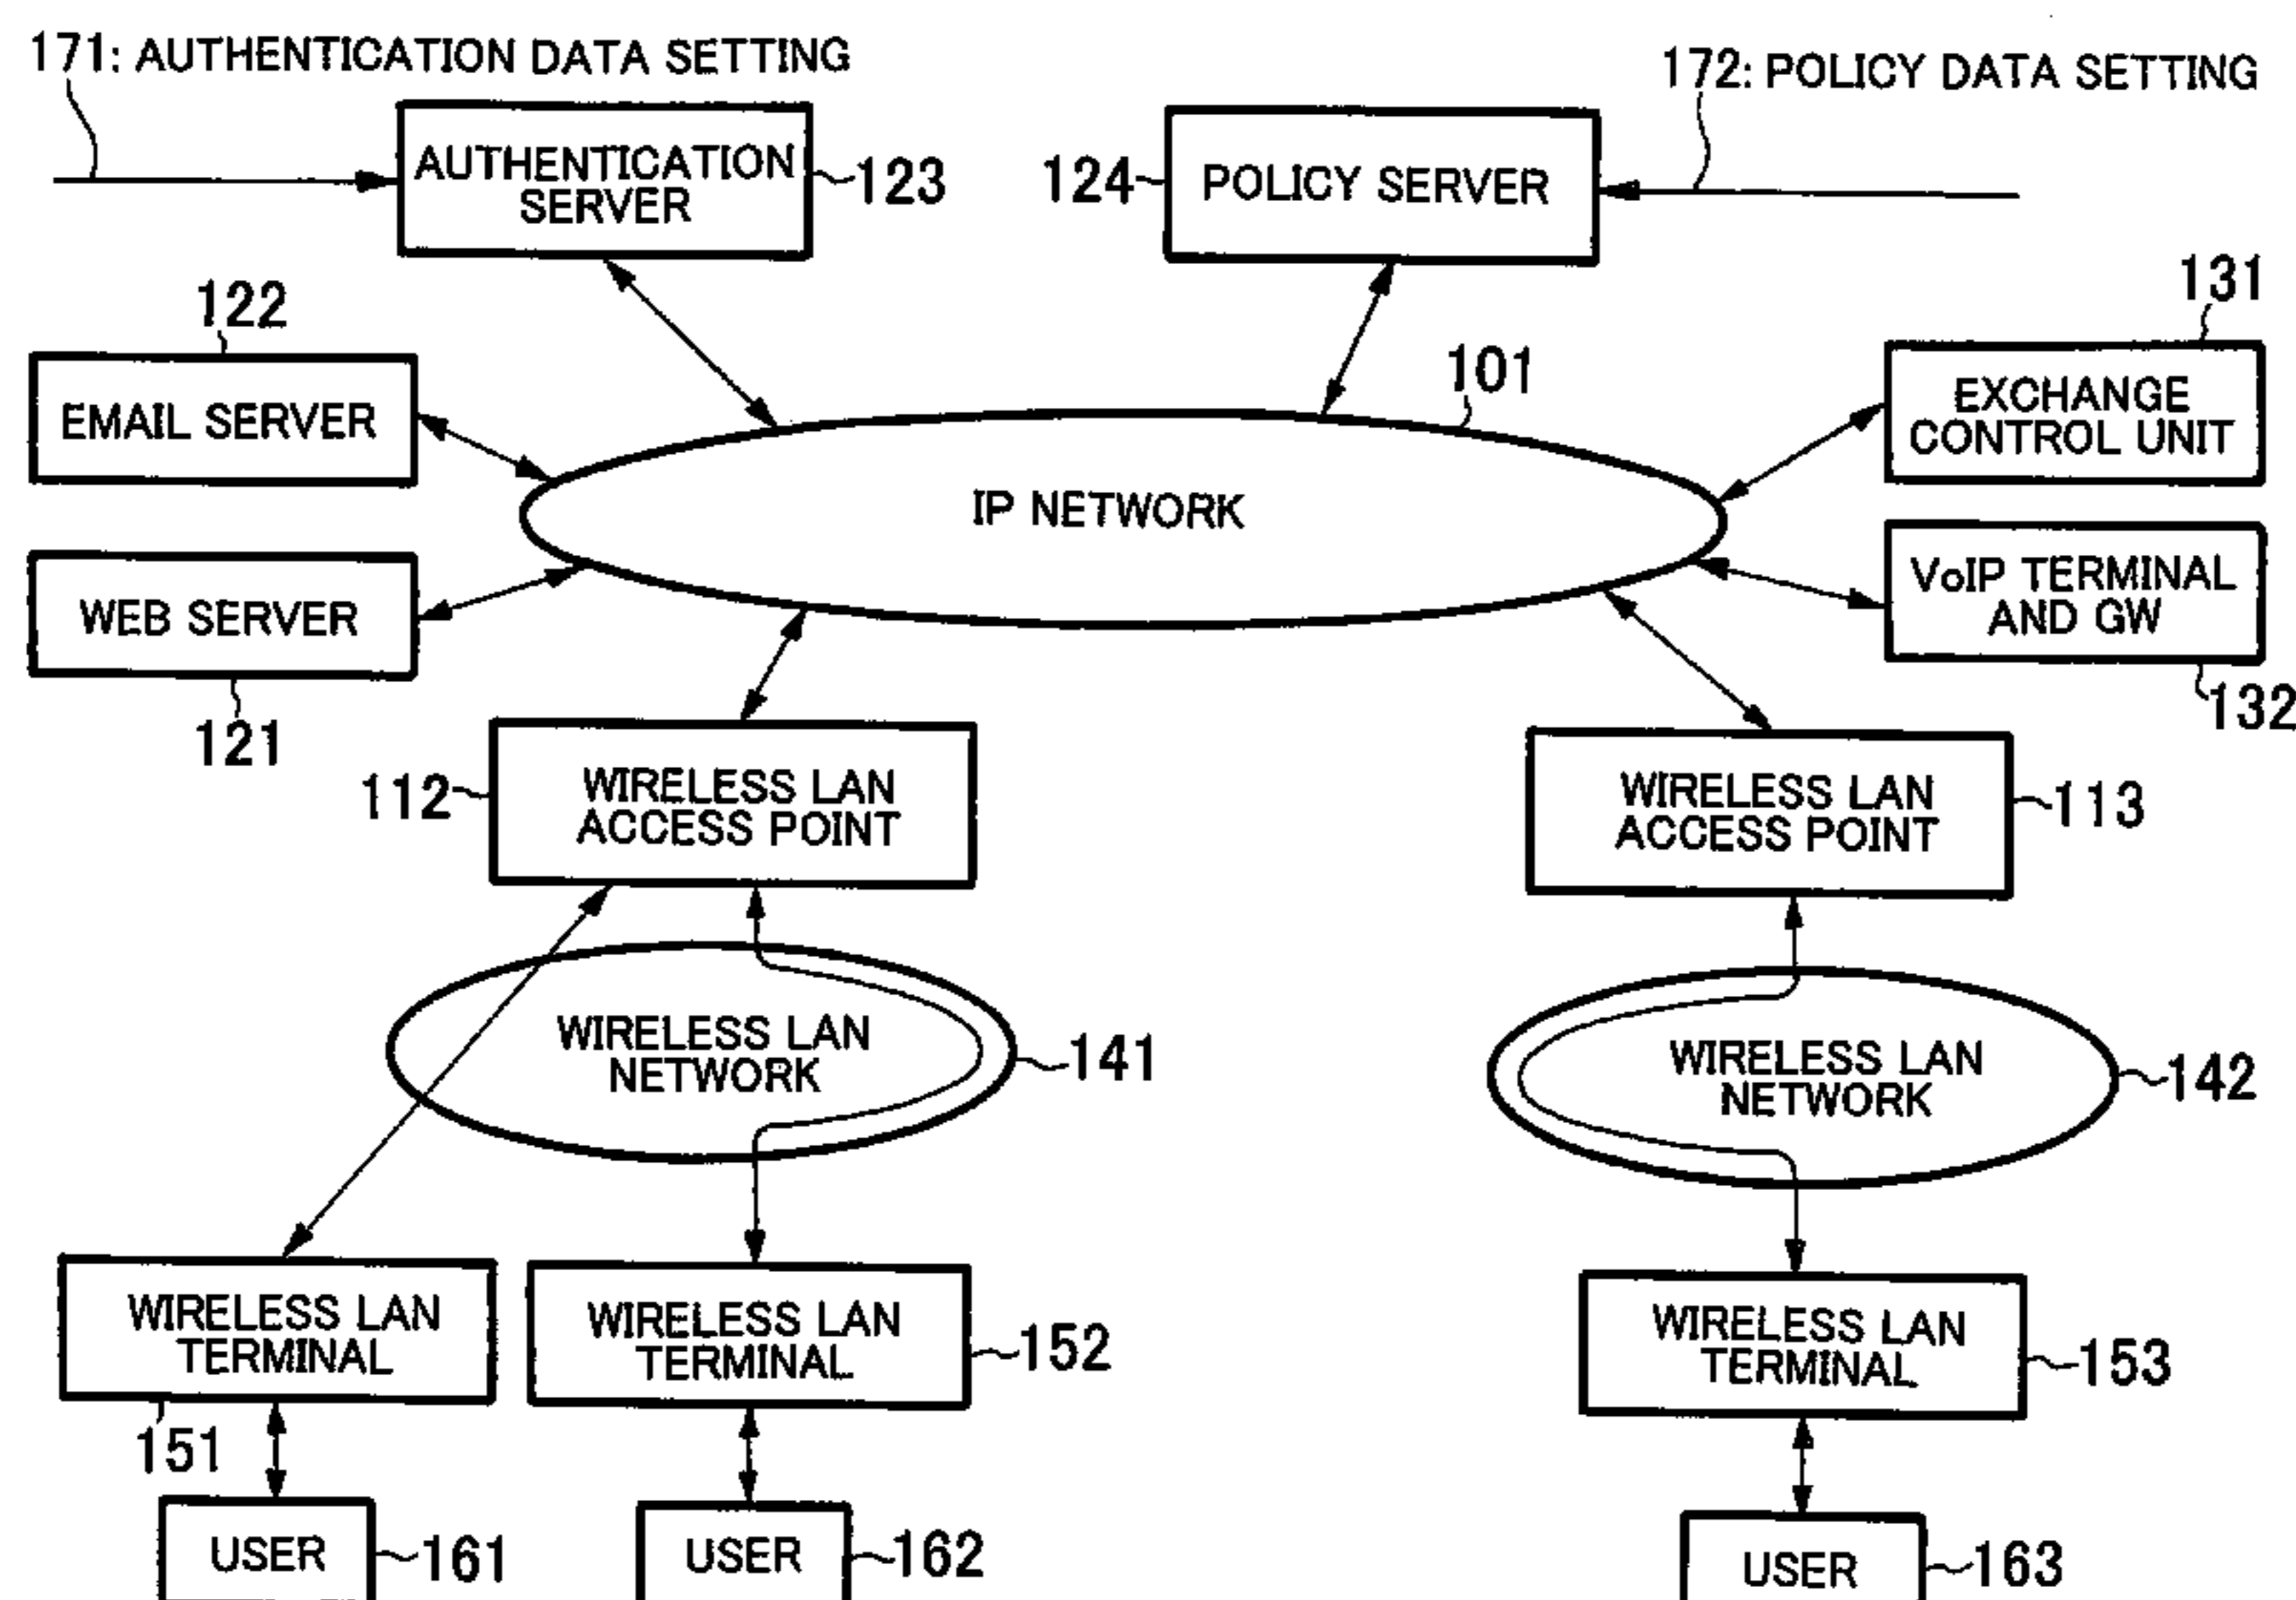 171: AUTHENTICATION DATA SETTING
172: POLICY DATA SETTING
AUTHENTICATION
SERVER
123
124
POLICY SERVER
122
131
EMAIL SERVER
101
EXCHANGE
CONTROL UNIT
IP NETWORK
WEB SERVER
VoIP TERMINAL
AND GW
121
132
112
WIRELESS LAN
ACCESS POINT
WIRELESS LAN
ACCESS POINT
113
WIRELESS LAN
NETWORK
141
WIRELESS LAN
NETWORK
142
WIRELESS LAN
TERMINAL
151
WIRELESS LAN
TERMINAL
152
WIRELESS LAN
TERMINAL
153
USER
161
USER
162
USER
163